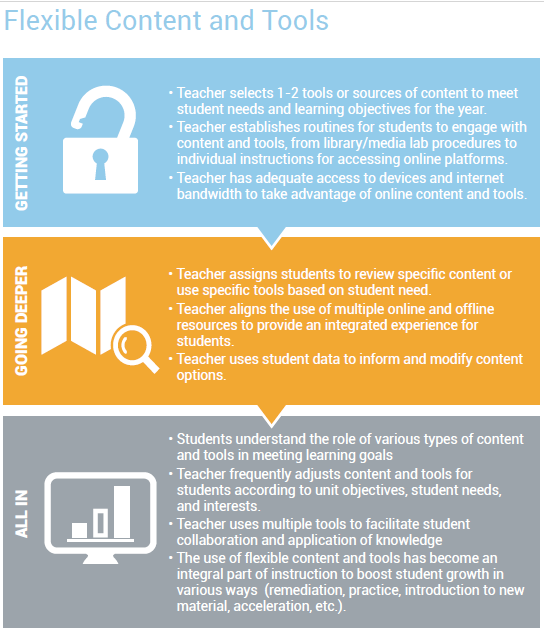 Flexible Content and Tools
GETTING STARTED
• Teacher selects 1-2 tools or sources of content to meet
student needs and learning objectives for the year.
• Teacher establishes routines for students to engage with
content and tools, from library/media lab procedures to
individual instructions for accessing online platforms.
• Teacher has adequate access to devices and internet
bandwidth to take advantage of online content and tools.
GOING DEEPER
• Teacher assigns students to review specific content or
use specific tools based on student need.
• Teacher aligns the use of multiple online and offline
resources to provide an integrated experience for
students.
• Teacher uses student data to inform and modify content
options.
ALL IN
• Students understand the role of various types of content
and tools in meeting learning goals
• Teacher frequently adjusts content and tools for
students according to unit objectives, student needs,
and interests.
• Teacher uses multiple tools to facilitate student
collaboration and application of knowledge
• The use of flexible content and tools has become an
integral part of instruction to boost student growth in
various ways (remediation, practice, introduction to new
material, acceleration, etc.).